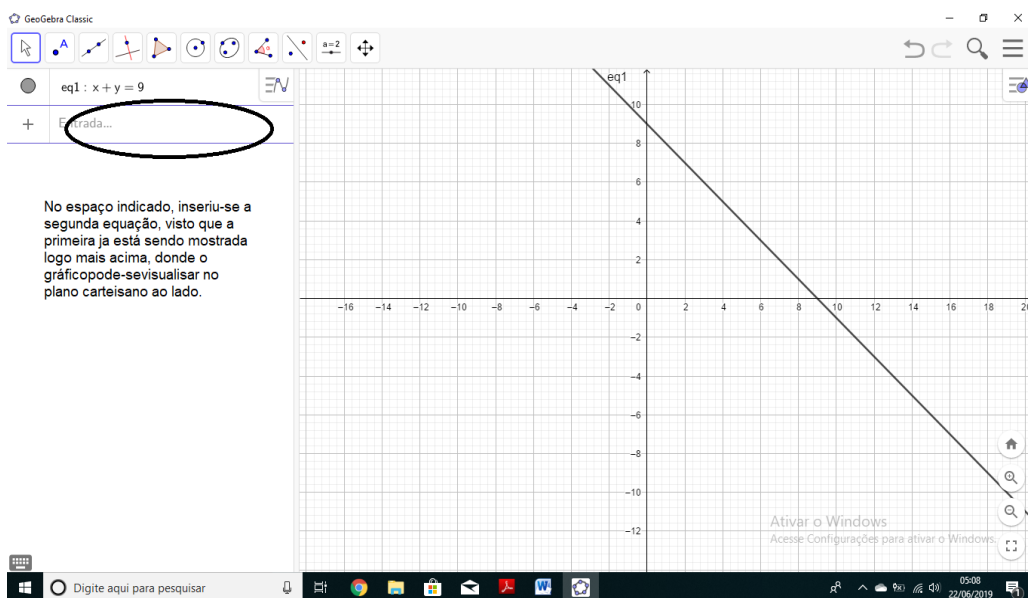 GeoGebra Classic
A
a=2
eq1 : x + y = 9
Entrada...
No espaço indicado, inseriu-se a
segunda equação, visto que a
primeira ja está sendo mostrada
logo mais acima, donde o
gráficopode-sevisualisar no
plano carteisano ao lado.
eq1
10
8
6
4
2
−16 −14 −12 −10 −8 −6 −4 −2 0 2 4 6 8 10 12 14 16 18 20
−2
−4
−6
−8
−10
−12
Ativar o Windows
Acesse Configurações para ativar o Windows.
Digite aqui para pesquisar
W
05:08
22/06/2019